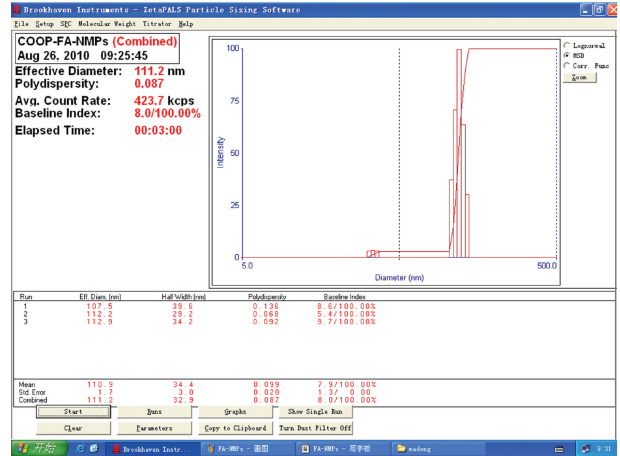 Brookhaven Instruments - ZetaPALS Particle Sizing Software
File Setup SPC Molecular Weight Titrator Help
COOP-FA-NMPs (Combined)
Aug 26, 2010 09:25:45
Effective Diameter: 111.2 nm
Polydispersity: 0.087
Avg. Count Rate: 423.7 kcps
Baseline Index: 8.0/100.00%
Elapsed Time: 00:03:00
100
75
50
25
0
Intensity
5.0 500.0
Diameter (nm)
Lognormal
MSD
Corr. Func
Zoom
Run Eff. Diam. (nm) Half Width (nm) Polydispersity Baseline Index
1 107.5 39.6 0.136 8.6/100.00%
2 112.2 29.2 0.068 5.4/100.00%
3 112.9 34.2 0.092 9.7/100.00%
Mean 110.9 34.4 0.099 7.9/100.00%
Std. Error 1.7 3.0 0.020 1.3/ 0.00
Combined 111.2 32.9 0.087 8.0/100.00%
Start Runs Graphs Show Single Run
Clear Parameters Copy to Clipboard Turn Dust Filter Off
开始 Brookhaven Instr... FA-NMPs - 画图 FA-NMPs - 写字板 madong 9:31